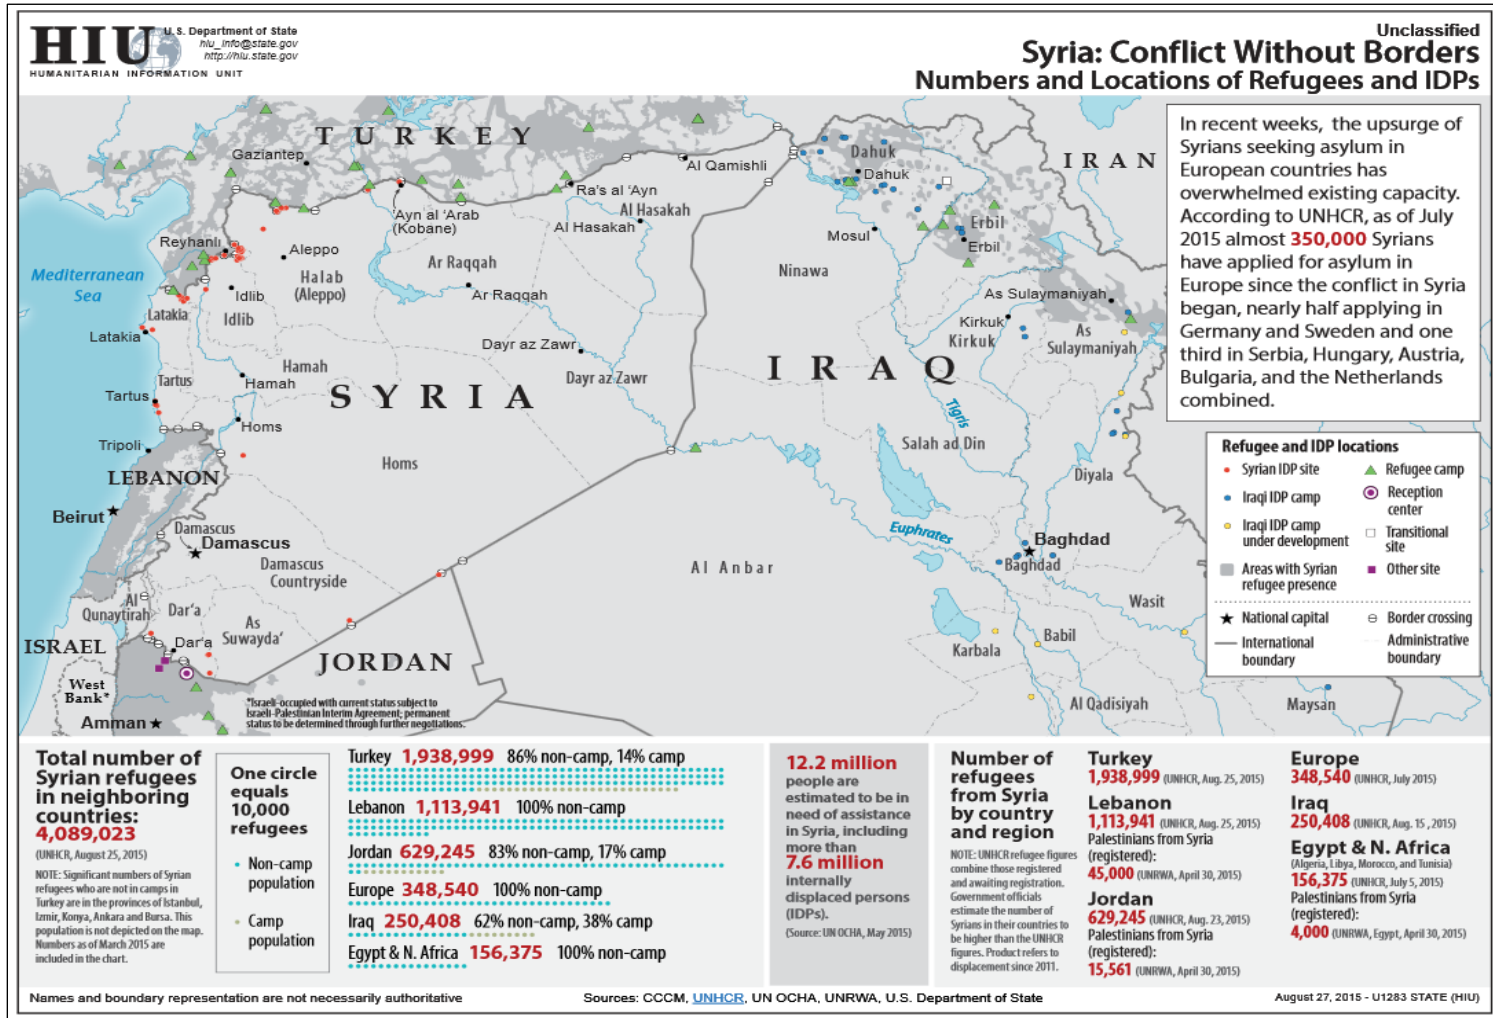 HIU
U.S. Department of State
hiu_info@state.gov
http://hiu.state.gov
HUMANITARIAN INFORMATION UNIT
Unclassified
Syria: Conflict Without Borders
Numbers and Locations of Refugees and IDPs
In recent weeks, the upsurge of
Syrians seeking asylum in
European countries has
overwhelmed existing capacity.
According to UNHCR, as of July
2015 almost 350,000 Syrians
have applied for asylum in
Europe since the conflict in Syria
began, nearly half applying in
Germany and Sweden and one
third in Serbia, Hungary, Austria,
Bulgaria, and the Netherlands
combined.
TURKEY
Gaziantep
Al Qamishli
Ra's al 'Ayn
Ayn al 'Arab
(Kobane)
Al Hasakah
Al Hasakah
Reyhanlı
Aleppo
Halab
(Aleppo)
Ar Raqqah
Ar Raqqah
Mediterranean
Sea
Idlib
Idlib
Latakia
Latakia
Dayr az Zawr
Dayr az Zawr
Hamah
Hamah
Tartus
Tartus
SYRIA
Homs
Homs
Tripoli
LEBANON
Beirut
Damascus
Damascus
Damascus
Countryside
Al
Qunaytirah
Dar'a
As
Suwayda'
Dar'a
ISRAEL
West
Bank*
JORDAN
Amman
*Israeli-occupied with current status subject to
Israeli-Palestinian Interim Agreement; permanent
status to be determined through further negotiations.
IRAN
Dahuk
Dahuk
Erbil
Erbil
Mosul
Ninawa
As Sulaymaniyah
Kirkuk
Kirkuk
As
Sulaymaniyah
IRAQ
Tigris
Salah ad Din
Diyala
Euphrates
Baghdad
Baghdad
Al Anbar
Wasit
Babil
Karbala
Al Qadisiyah
Maysan
Refugee and IDP locations
Syrian IDP site
Refugee camp
Iraqi IDP camp
Reception
center
Iraqi IDP camp
under development
Transitional
site
Areas with Syrian
refugee presence
Other site
National capital
Border crossing
International
boundary
Administrative
boundary
Total number of
Syrian refugees
in neighboring
countries:
4,089,023
(UNHCR, August 25, 2015)
NOTE: Significant numbers of Syrian
refugees who are not in camps in
Turkey are in the provinces of Istanbul,
Izmir, Konya, Ankara and Bursa. This
population is not depicted on the map.
Numbers as of March 2015 are
included in the chart.
One circle
equals
10,000
refugees
Non-camp
population
Camp
population
Turkey 1,938,999 86% non-camp, 14% camp
Lebanon 1,113,941 100% non-camp
Jordan 629,245 83% non-camp, 17% camp
Europe 348,540 100% non-camp
Iraq 250,408 62% non-camp, 38% camp
Egypt & N. Africa 156,375 100% non-camp
12.2 million
people are
estimated to be in
need of assistance
in Syria, including
more than
7.6 million
internally
displaced persons
(IDPs).
(Source: UN OCHA, May 2015)
Number of
refugees
from Syria
by country
and region
NOTE: UNHCR refugee figures
combine those registered
and awaiting registration.
Government officials
estimate the number of
Syrians in their countries to
be higher than the UNHCR
figures. Product refers to
displacement since 2011.
Turkey
1,938,999 (UNHCR, Aug. 25, 2015)
Lebanon
1,113,941 (UNHCR, Aug. 25, 2015)
Palestinians from Syria
(registered):
45,000 (UNRWA, April 30, 2015)
Jordan
629,245 (UNHCR, Aug. 23, 2015)
Palestinians from Syria
(registered):
15,561 (UNRWA, April 30, 2015)
Europe
348,540 (UNHCR, July 2015)
Iraq
250,408 (UNHCR, Aug. 15 , 2015)
Egypt & N. Africa
(Algeria, Libya, Morocco, and Tunisia)
156,375 (UNHCR, July 5, 2015)
Palestinians from Syria
(registered):
4,000 (UNRWA, Egypt, April 30, 2015)
Names and boundary representation are not necessarily authoritative
Sources: CCCM, UNHCR, UN OCHA, UNRWA, U.S. Department of State
August 27, 2015 - U1283 STATE (HIU)